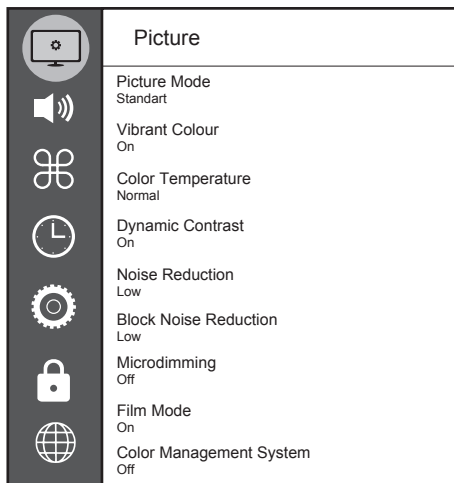 Picture
Picture Mode
Standart
Vibrant Colour
On
Color Temperature
Normal
Dynamic Contrast
On
Noise Reduction
Low
Block Noise Reduction
Low
Microdimming
Off
Film Mode
On
Color Management System
Off